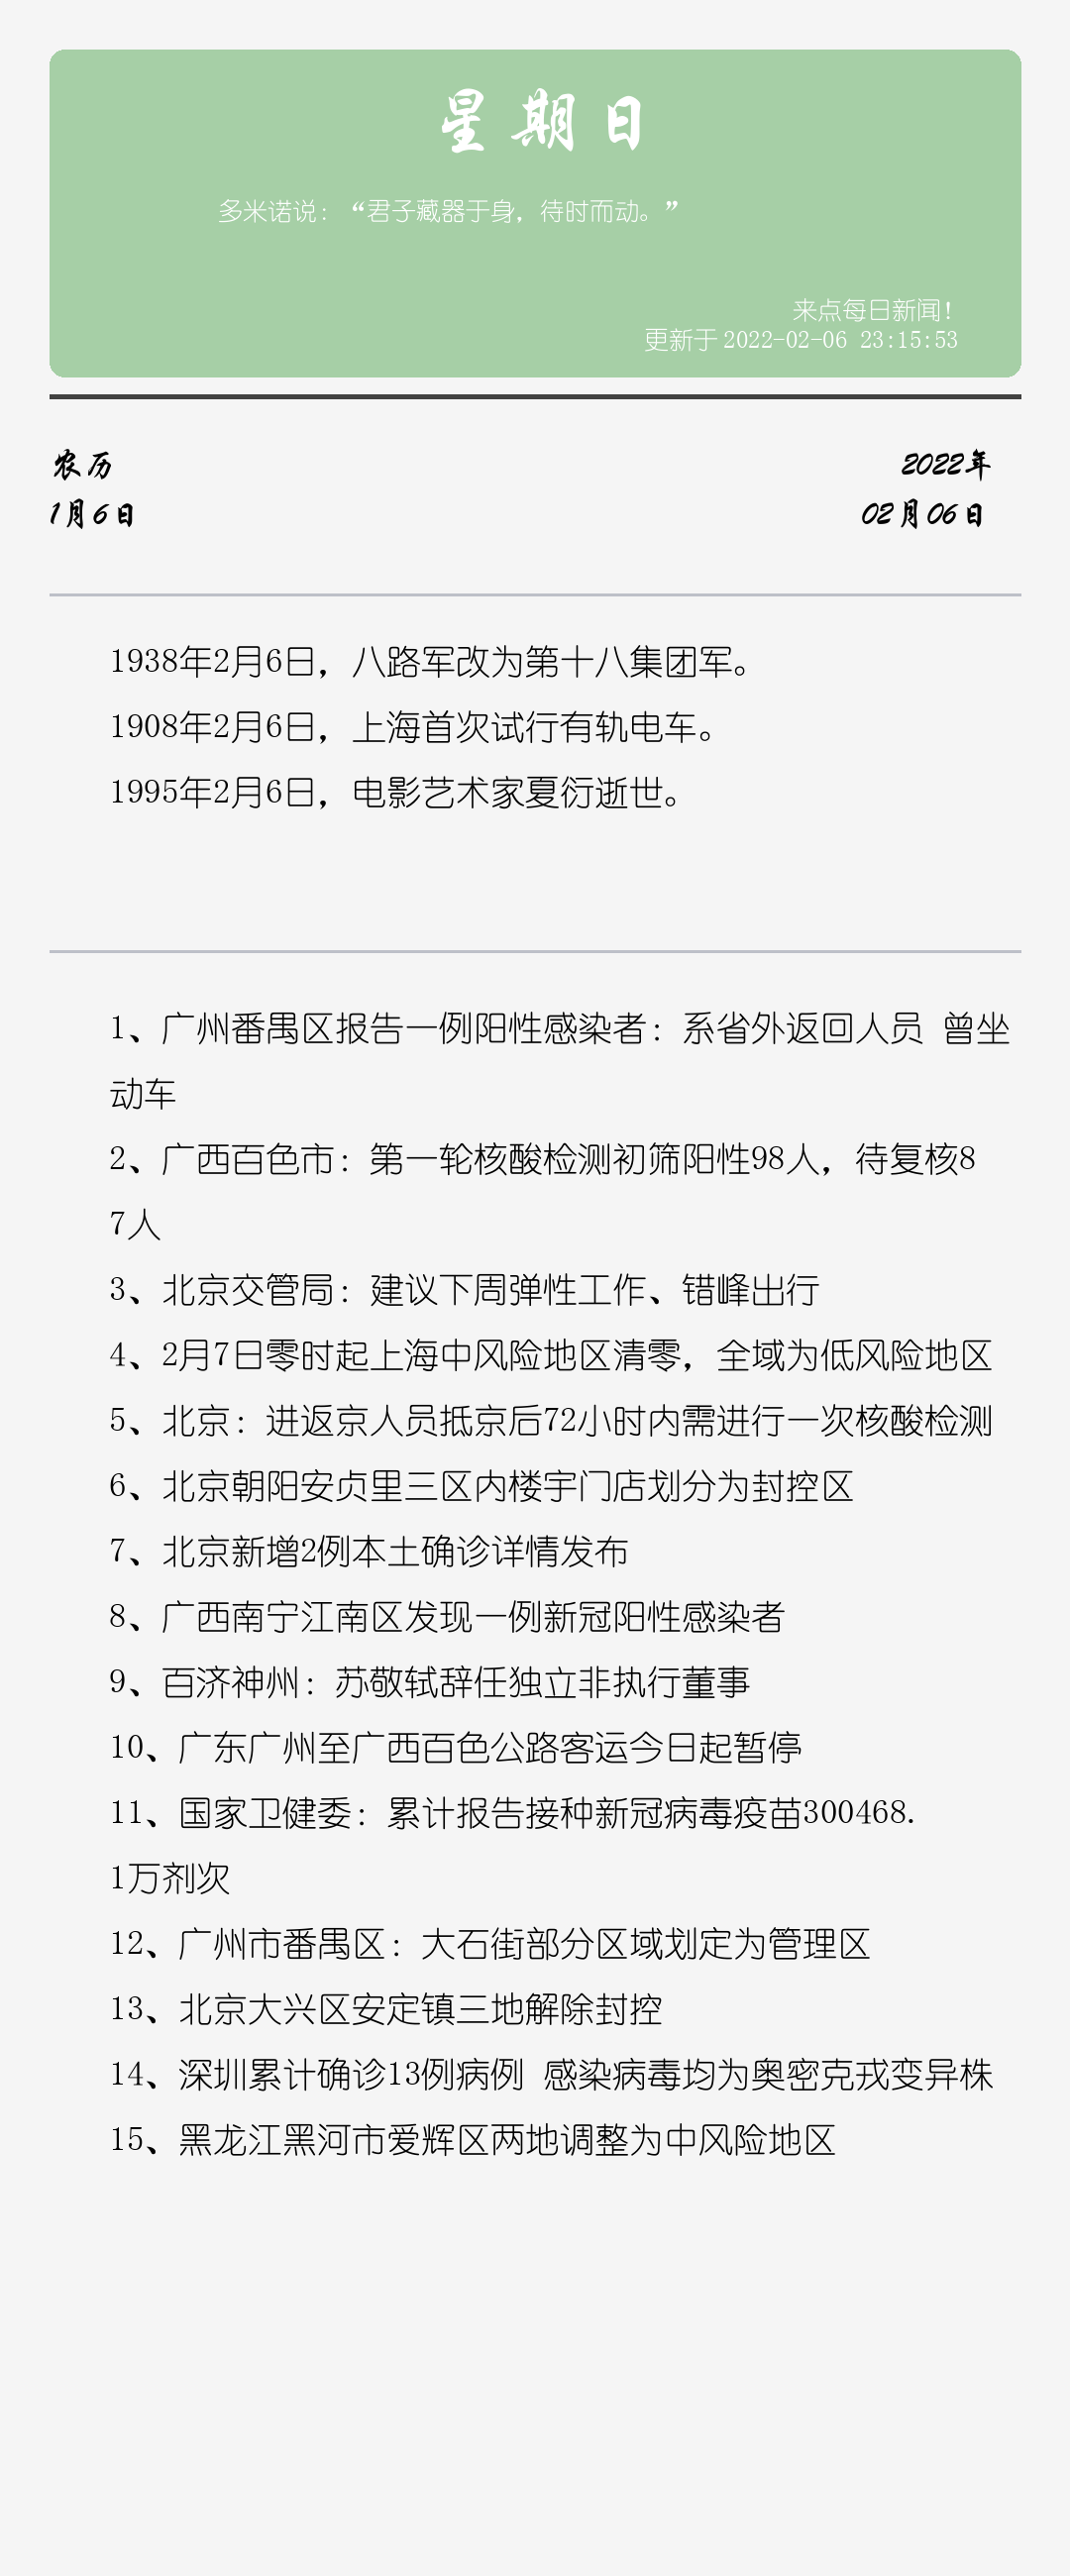 星期日
多米诺说：“君子藏器于身，待时而动。”
来点每日新闻！
更新于 2022-02-06 23:15:53
农历
2022年
1月6日
02月06日
1938年2月6日，八路军改为第十八集团军。
1908年2月6日，上海首次试行有轨电车。
1995年2月6日，电影艺术家夏衍逝世。
1、广州番禺区报告一例阳性感染者：系省外返回人员 曾坐
动车
2、广西百色市：第一轮核酸检测初筛阳性98人，待复核8
7人
3、北京交管局：建议下周弹性工作、错峰出行
4、2月7日零时起上海中风险地区清零，全域为低风险地区
5、北京：进返京人员抵京后72小时内需进行一次核酸检测
6、北京朝阳安贞里三区内楼宇门店划分为封控区
7、北京新增2例本土确诊详情发布
8、广西南宁江南区发现一例新冠阳性感染者
9、百济神州：苏敬轼辞任独立非执行董事
10、广东广州至广西百色公路客运今日起暂停
11、国家卫健委：累计报告接种新冠病毒疫苗300468.
1万剂次
12、广州市番禺区：大石街部分区域划定为管理区
13、北京大兴区安定镇三地解除封控
14、深圳累计确诊13例病例 感染病毒均为奥密克戎变异株
15、黑龙江黑河市爱辉区两地调整为中风险地区